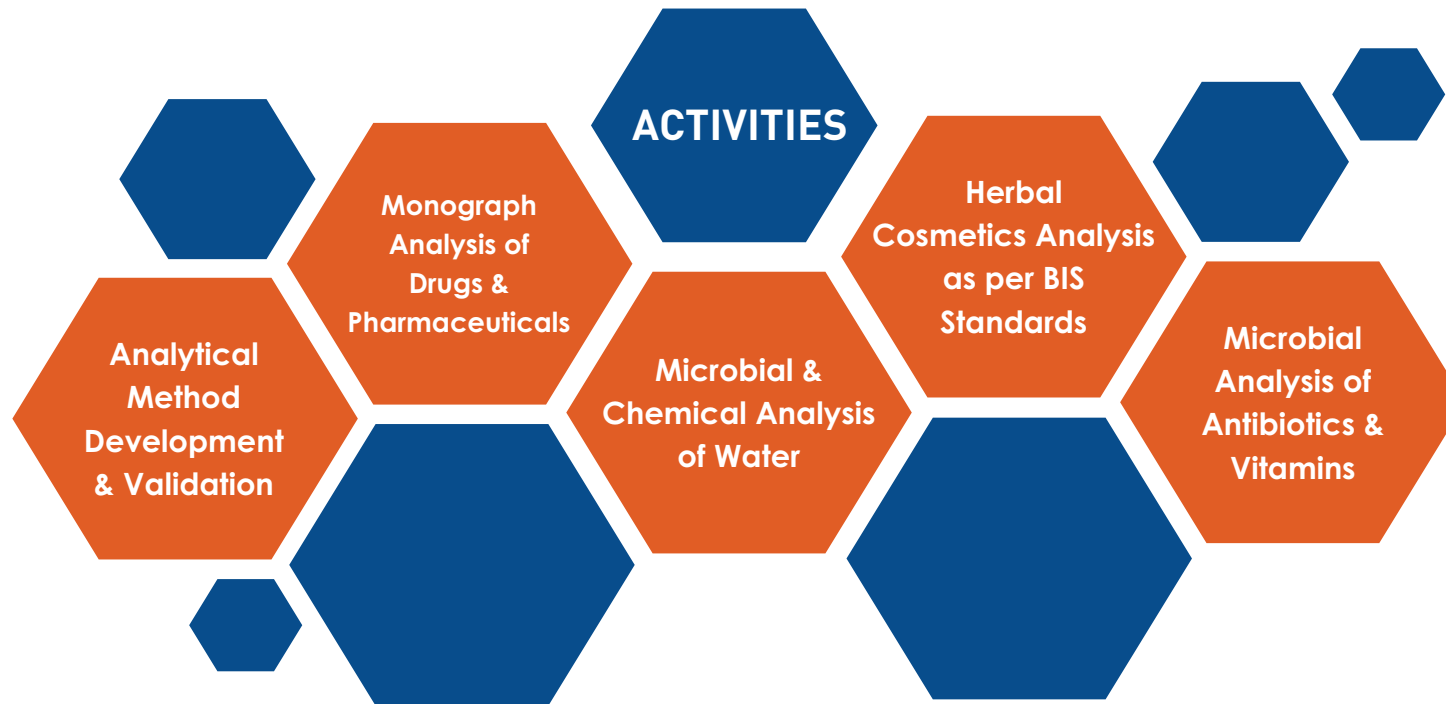 ACTIVITIES
Analytical
Method
Development
& Validation
Monograph
Analysis of
Drugs &
Pharmaceuticals
Microbial &
Chemical Analysis
of Water
Herbal
Cosmetics Analysis
as per BIS
Standards
Microbial
Analysis of
Antibiotics &
Vitamins